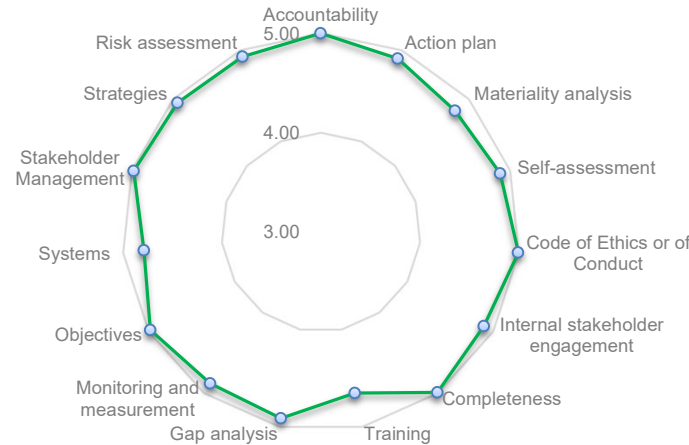 Accountability
5.00
Risk assessment
Action plan
Strategies
Materiality analysis
4.00
Stakeholder
Management
Self-assessment
3.00
Systems
Code of Ethics or of
Conduct
Objectives
Internal stakeholder
engagement
Monitoring and
measurement
Completeness
Gap analysis
Training